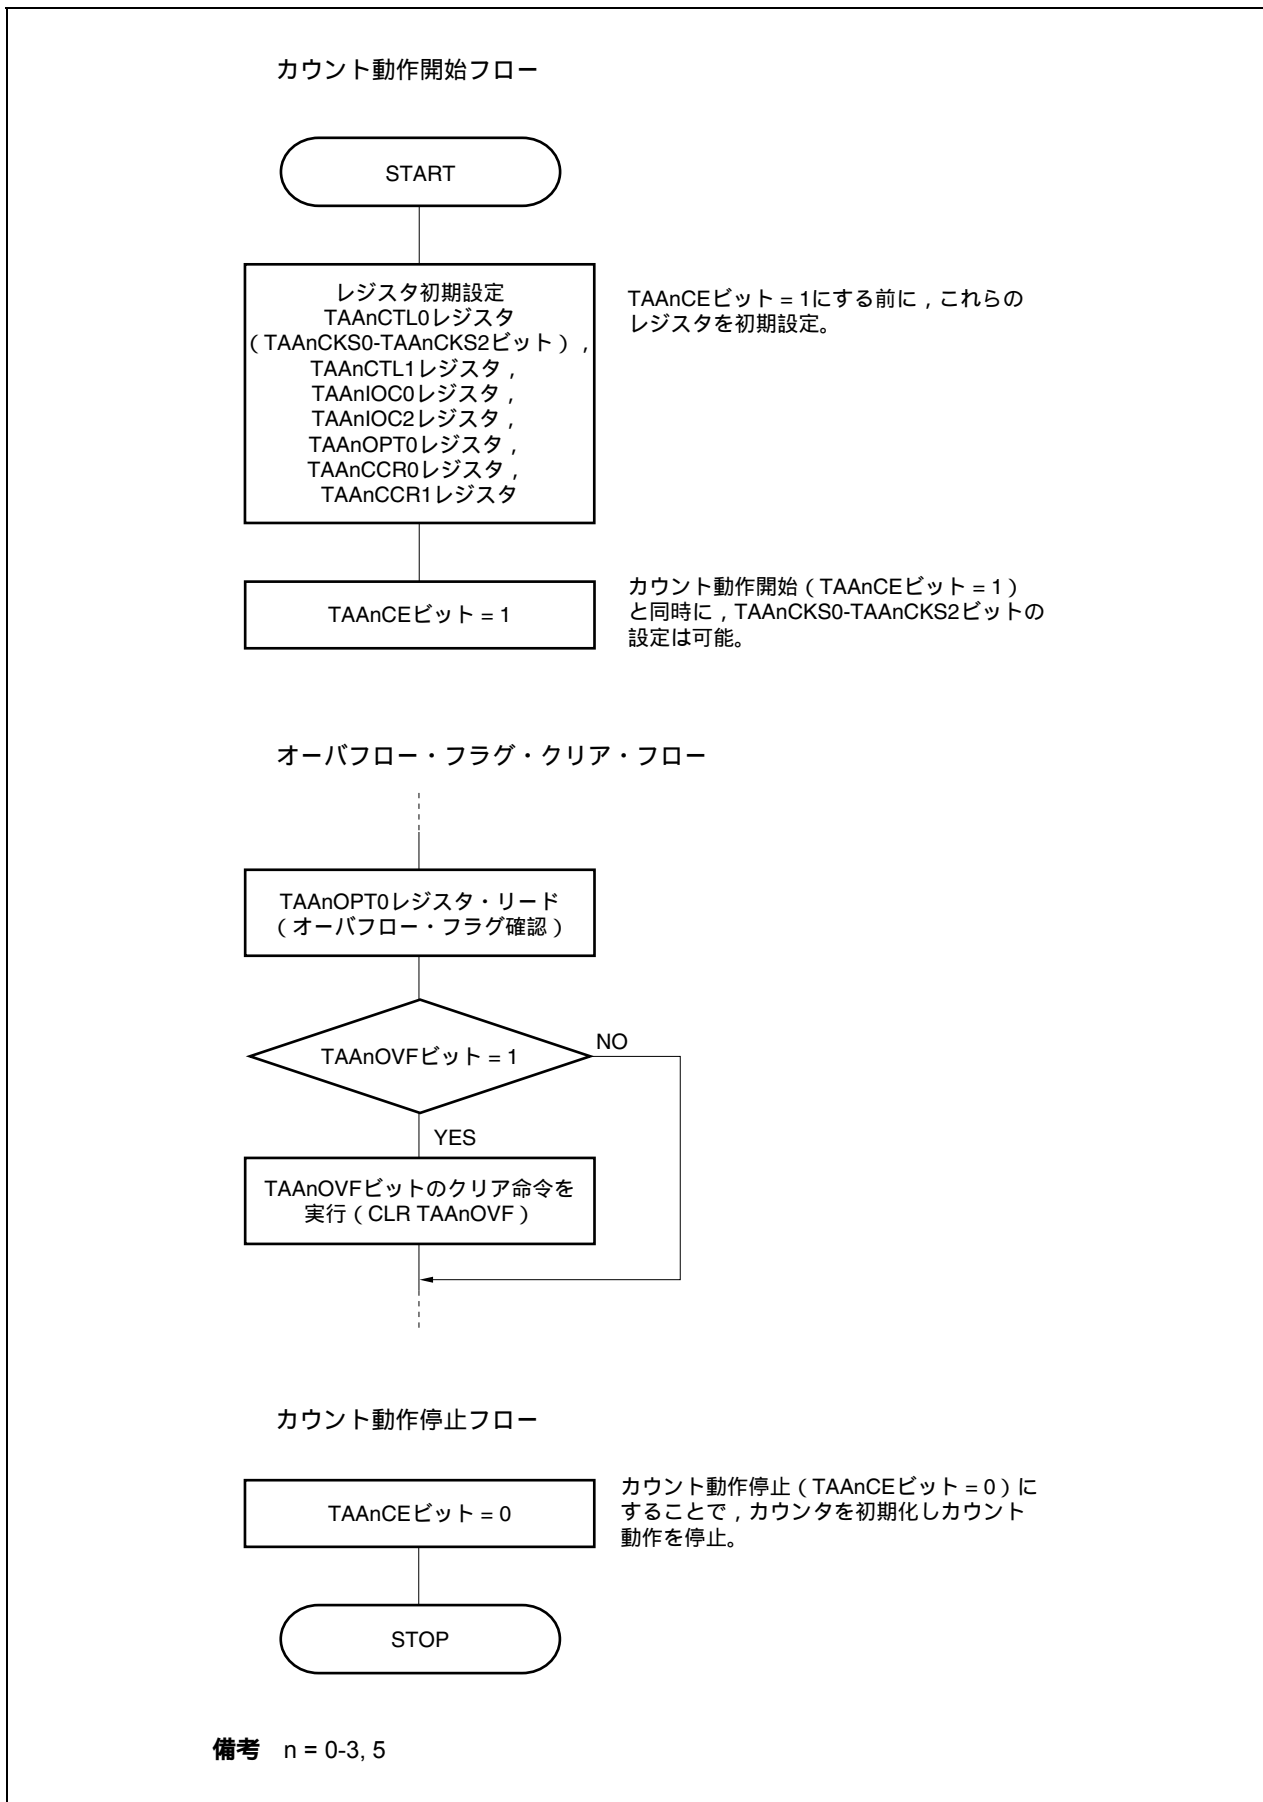 カウント動作開始フロー
START
レジスタ初期設定
TAAnCTL0レジスタ
（TAAnCKS0-TAAnCKS2ビット），
TAAnCTL1レジスタ，
TAAnIOC0レジスタ，
TAAnIOC2レジスタ，
TAAnOPT0レジスタ，
TAAnCCR0レジスタ，
TAAnCCR1レジスタ
TAAnCEビット = 1にする前に，これらの
レジスタを初期設定。
TAAnCEビット = 1
カウント動作開始（TAAnCEビット = 1）
と同時に，TAAnCKS0-TAAnCKS2ビットの
設定は可能。
オーバフロー・フラグ・クリア・フロー
TAAnOPT0レジスタ・リード
（オーバフロー・フラグ確認）
TAAnOVFビット = 1
NO
YES
TAAnOVFビットのクリア命令を
実行（CLR TAAnOVF）
カウント動作停止フロー
TAAnCEビット = 0
カウント動作停止（TAAnCEビット = 0）に
することで，カウンタを初期化しカウント
動作を停止。
STOP
備考 n = 0-3, 5